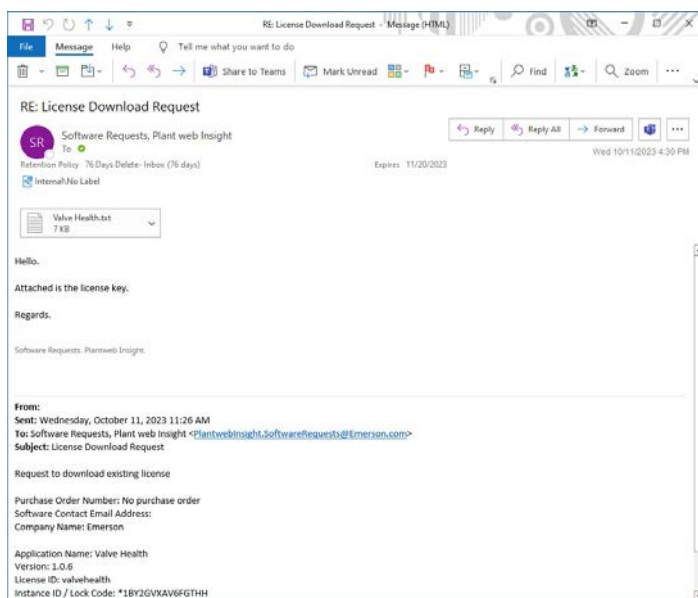 RE: License Download Request - Message (HTML)
File Message Help Tell me what you want to do
Share to Teams Mark Unread Find Zoom
RE: License Download Request
SR
Software Requests, Plant web Insight
To
Reply Reply All Forward
Wed 10/11/2023 4:30 PM
Retention Policy 76 Days Delete- Inbox (76 days) Expires 11/20/2023
Internal\No Label
Valve Health.txt
7 KB
Hello.
Attached is the license key.
Regards.
Software Requests. Plantweb Insight.
From:
Sent: Wednesday, October 11, 2023 11:26 AM
To: Software Requests, Plant web Insight <PlantwebInsight.SoftwareRequests@Emerson.com>
Subject: License Download Request
Request to download existing license
Purchase Order Number: No purchase order
Software Contact Email Address:
Company Name: Emerson
Application Name: Valve Health
Version: 1.0.6
License ID: valvehealth
Instance ID / Lock Code: *1BY2GVXAV6FGTHH